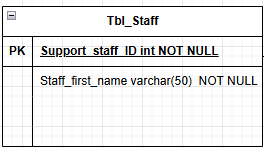 Tbl_Staff
PK Support_staff_ID int NOT NULL
Staff_first_name varchar(50) NOT NULL